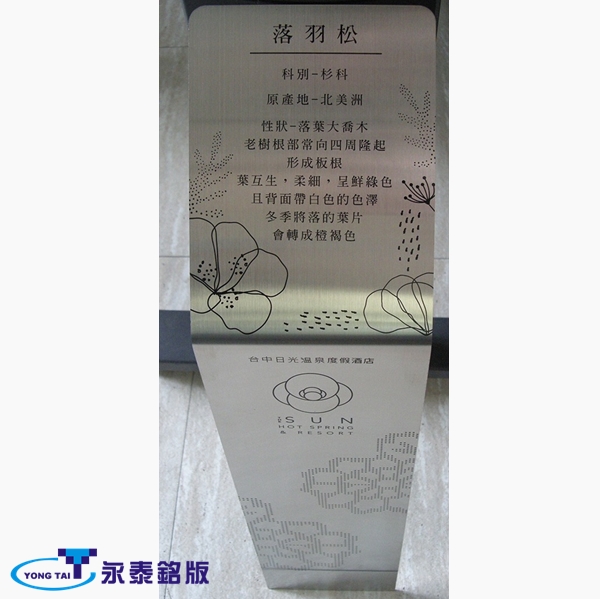 落羽松
科別-杉科
原產地-北美洲
性狀-落葉大喬木
老樹根部常向四周隆起
形成板根
葉互生，柔細，呈鮮綠色
且背面帶白色的色澤
冬季將落的葉片
會轉成橙褐色
台中日光溫泉度假酒店
THE SUN
HOT SPRING
& RESORT
YONG TAI 永泰銘版